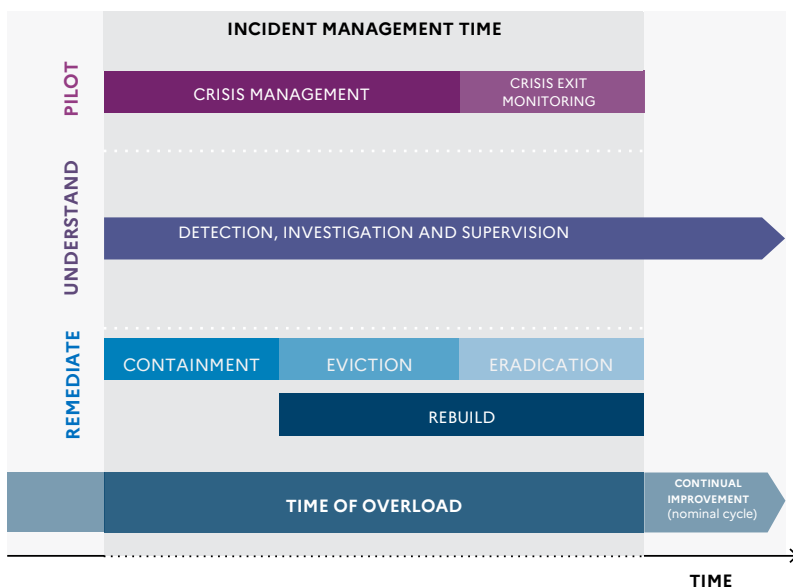 INCIDENT MANAGEMENT TIME
PILOT
CRISIS MANAGEMENT
CRISIS EXIT
MONITORING
UNDERSTAND
DETECTION, INVESTIGATION AND SUPERVISION
REMEDIATE
CONTAINMENT
EVICTION
ERADICATION
REBUILD
TIME OF OVERLOAD
CONTINUAL
IMPROVEMENT
(nominal cycle)
TIME